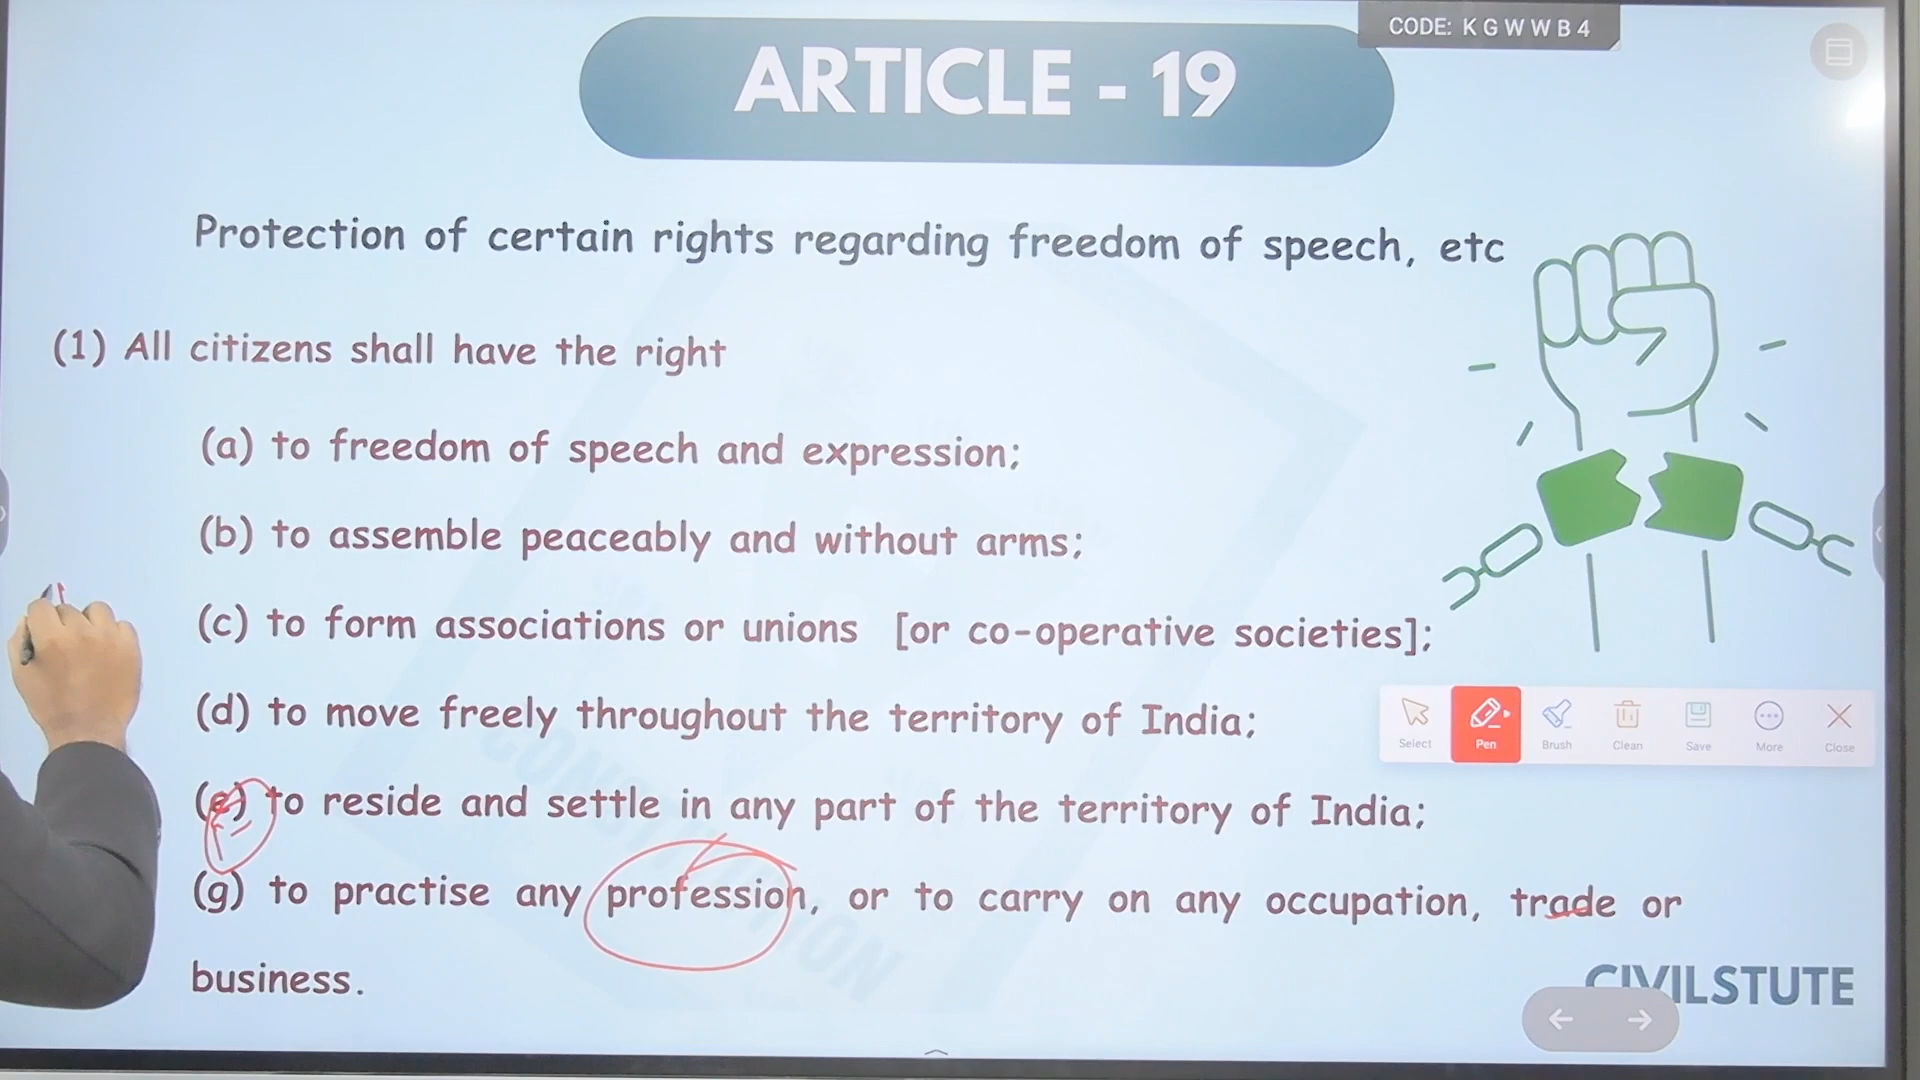 CODE: K G W W B 4
ARTICLE - 19
Protection of certain rights regarding freedom of speech, etc
(1) All citizens shall have the right
(a) to freedom of speech and expression;
(b) to assemble peaceably and without arms;
(c) to form associations or unions [or co-operative societies];
(d) to move freely throughout the territory of India;
Select Pen Brush Clean Save More Close
(e) to reside and settle in any part of the territory of India;
(g) to practise any profession, or to carry on any occupation, trade or
business.
CIVILSTUTE
CONSTITUTION